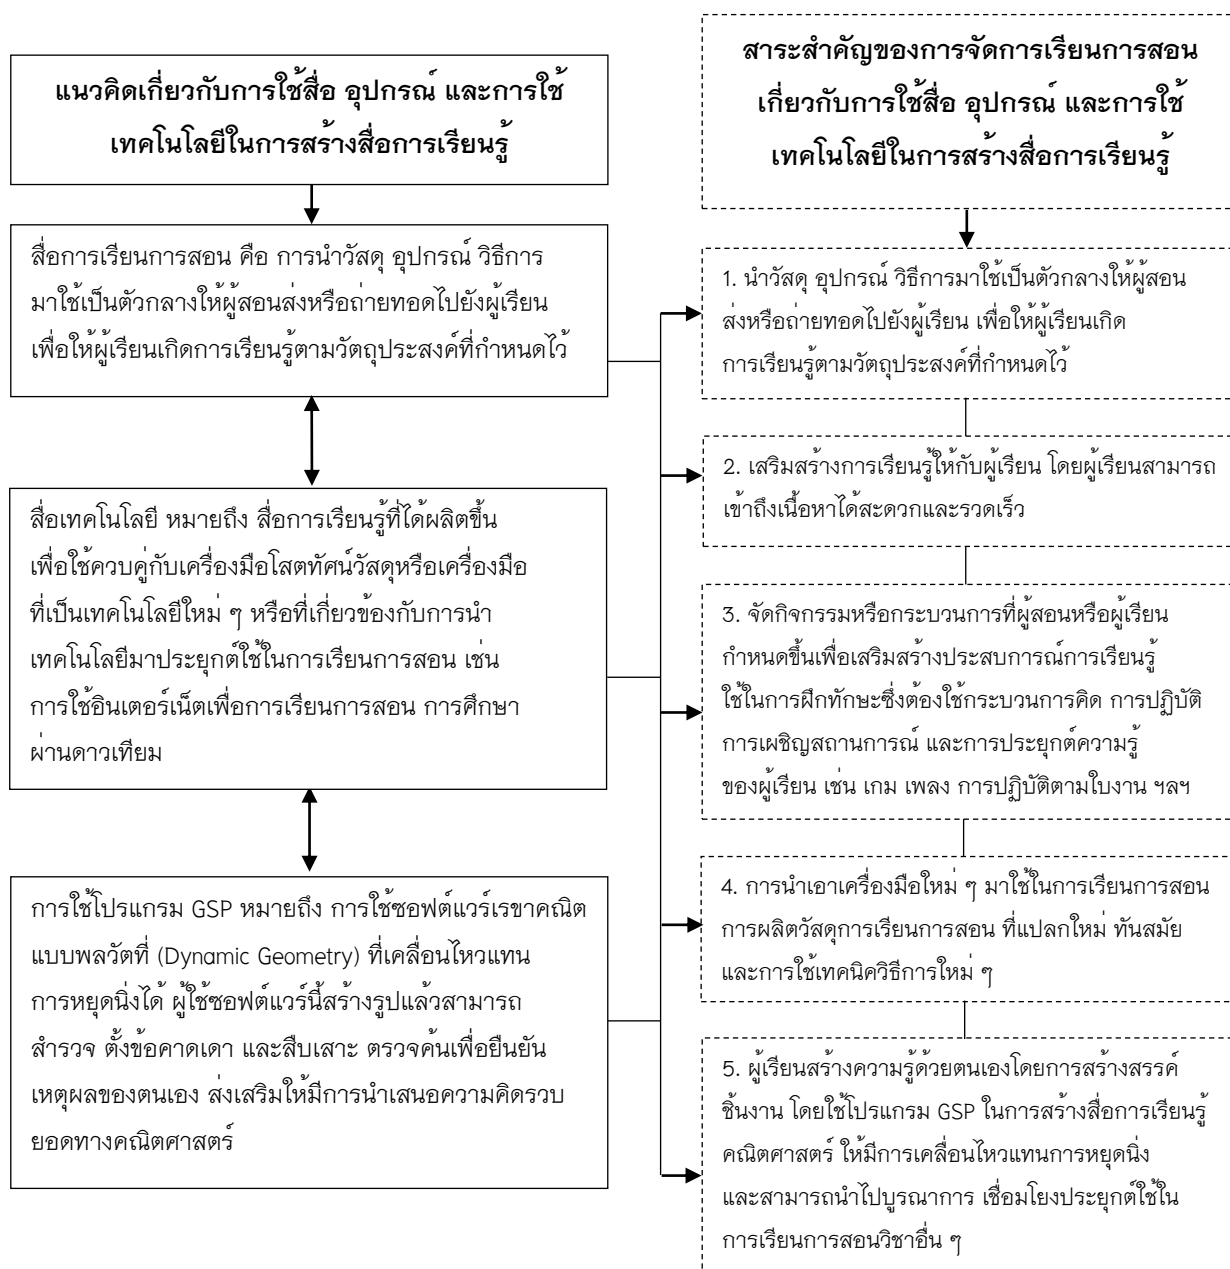 แนวคิดเกี่ยวกับการใช้สื่อ อุปกรณ์ และการใช้
เทคโนโลยีในการสร้างสื่อการเรียนรู้
สื่อการเรียนการสอน คือ การนำวัสดุ อุปกรณ์ วิธีการ
มาใช้เป็นตัวกลางให้ผู้สอนส่งหรือถ่ายทอดไปยังผู้เรียน
เพื่อให้ผู้เรียนเกิดการเรียนรู้ตามวัตถุประสงค์ที่กำหนดไว้
สื่อเทคโนโลยี หมายถึง สื่อการเรียนรู้ที่ได้ผลิตขึ้น
เพื่อใช้ควบคู่กับเครื่องมือโสตทัศน์วัสดุหรือเครื่องมือ
ที่เป็นเทคโนโลยีใหม่ ๆ หรือที่เกี่ยวข้องกับการนำ
เทคโนโลยีมาประยุกต์ใช้ในการเรียนการสอน เช่น
การใช้อินเตอร์เน็ตเพื่อการเรียนการสอน การศึกษา
ผ่านดาวเทียม
การใช้โปรแกรม GSP หมายถึง การใช้ซอฟต์แวร์เรขาคณิต
แบบพลวัตที่ (Dynamic Geometry) ที่เคลื่อนไหวแทน
การหยุดนิ่งได้ ผู้ใช้ซอฟต์แวร์นี้สร้างรูปแล้วสามารถ
สำรวจ ตั้งข้อคาดเดา และสืบเสาะ ตรวจค้นเพื่อยืนยัน
เหตุผลของตนเอง ส่งเสริมให้มีการนำเสนอความคิดรวบ
ยอดทางคณิตศาสตร์
สาระสำคัญของการจัดการเรียนการสอน
เกี่ยวกับการใช้สื่อ อุปกรณ์ และการใช้
เทคโนโลยีในการสร้างสื่อการเรียนรู้
1. นำวัสดุ อุปกรณ์ วิธีการมาใช้เป็นตัวกลางให้ผู้สอน
ส่งหรือถ่ายทอดไปยังผู้เรียน เพื่อให้ผู้เรียนเกิด
การเรียนรู้ตามวัตถุประสงค์ที่กำหนดไว้
2. เสริมสร้างการเรียนรู้ให้กับผู้เรียน โดยผู้เรียนสามารถ
เข้าถึงเนื้อหาได้สะดวกและรวดเร็ว
3. จัดกิจกรรมหรือกระบวนการที่ผู้สอนหรือผู้เรียน
กำหนดขึ้นเพื่อเสริมสร้างประสบการณ์การเรียนรู้
ใช้ในการฝึกทักษะซึ่งต้องใช้กระบวนการคิด การปฏิบัติ
การเผชิญสถานการณ์ และการประยุกต์ความรู้
ของผู้เรียน เช่น เกม เพลง การปฏิบัติตามใบงาน ฯลฯ
4. การนำเอาเครื่องมือใหม่ ๆ มาใช้ในการเรียนการสอน
การผลิตวัสดุการเรียนการสอน ที่แปลกใหม่ ทันสมัย
และการใช้เทคนิควิธีการใหม่ ๆ
5. ผู้เรียนสร้างความรู้ด้วยตนเองโดยการสร้างสรรค์
ชิ้นงาน โดยใช้โปรแกรม GSP ในการสร้างสื่อการเรียนรู้
คณิตศาสตร์ ให้มีการเคลื่อนไหวแทนการหยุดนิ่ง
และสามารถนำไปบูรณาการ เชื่อมโยงประยุกต์ใช้ใน
การเรียนการสอนวิชาอื่น ๆ